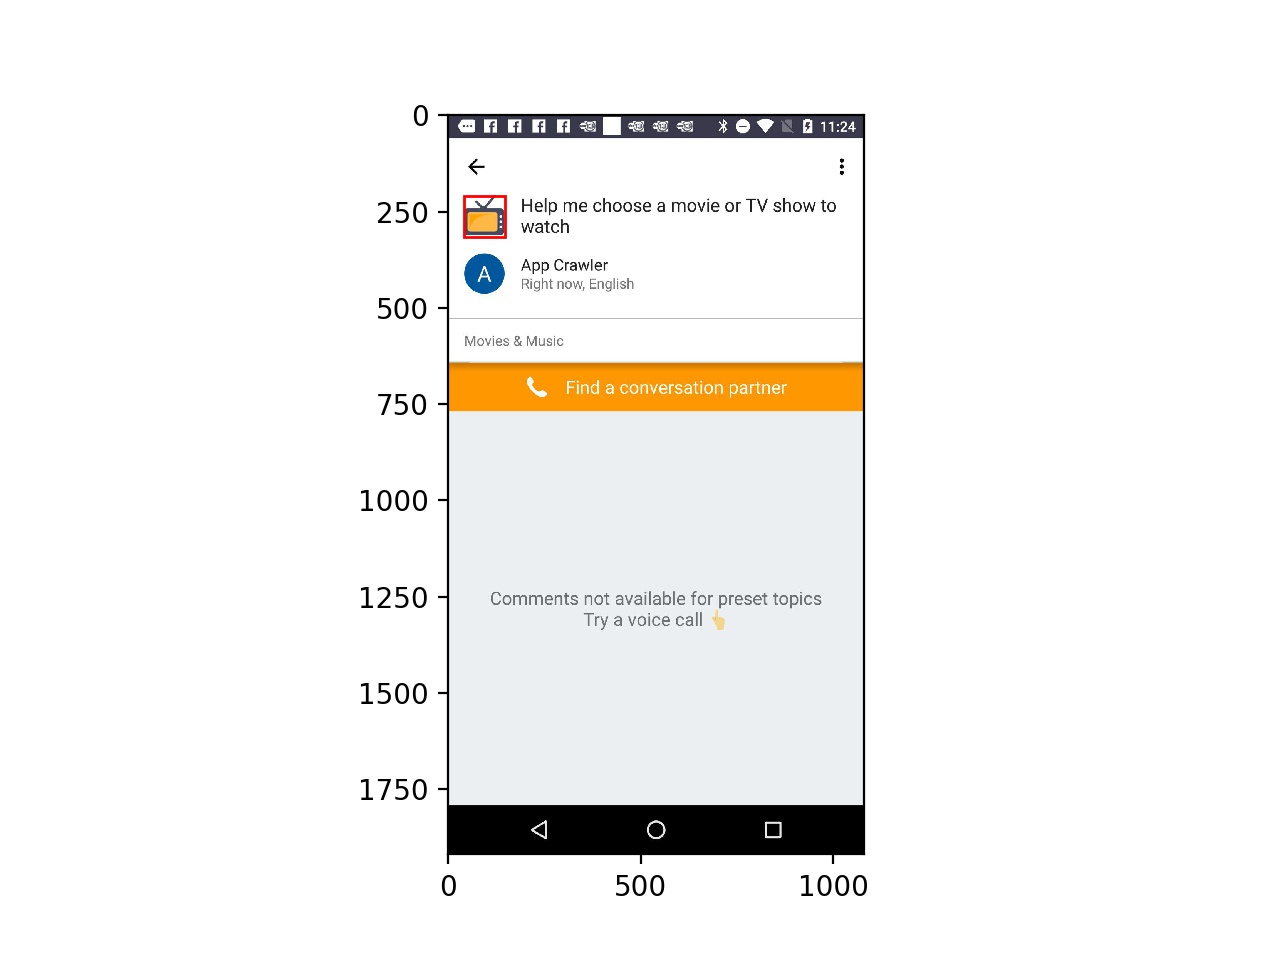 0
250
500
750
1000
1250
1500
1750
0
500
1000
11:24
Help me choose a movie or TV show to
watch
A
App Crawler
Right now, English
Movies & Music
Find a conversation partner
Comments not available for preset topics
Try a voice call 👆